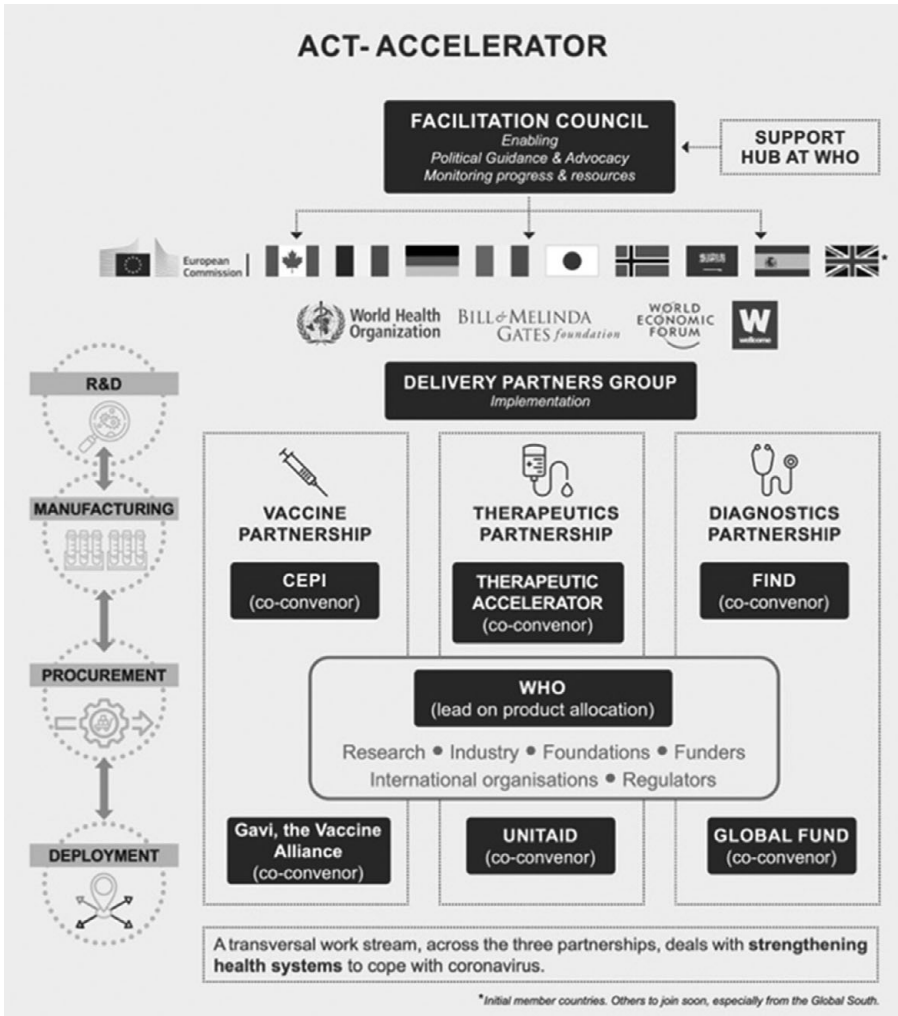 ACT- ACCELERATOR
FACILITATION COUNCIL
Enabling
Political Guidance & Advocacy
Monitoring progress & resources
SUPPORT
HUB AT WHO
European
Commission
*
World Health
Organization
BILL & MELINDA
GATES foundation
WORLD
ECONOMIC
FORUM
W
wellcome
DELIVERY PARTNERS GROUP
Implementation
R&D
MANUFACTURING
PROCUREMENT
DEPLOYMENT
VACCINE
PARTNERSHIP
CEPI
(co-convenor)
THERAPEUTICS
PARTNERSHIP
THERAPEUTIC
ACCELERATOR
(co-convenor)
DIAGNOSTICS
PARTNERSHIP
FIND
(co-convenor)
WHO
(lead on product allocation)
Research • Industry • Foundations • Funders
International organisations • Regulators
Gavi, the Vaccine
Alliance
(co-convenor)
UNITAID
(co-convenor)
GLOBAL FUND
(co-convenor)
A transversal work stream, across the three partnerships, deals with strengthening
health systems to cope with coronavirus.
*Initial member countries. Others to join soon, especially from the Global South.